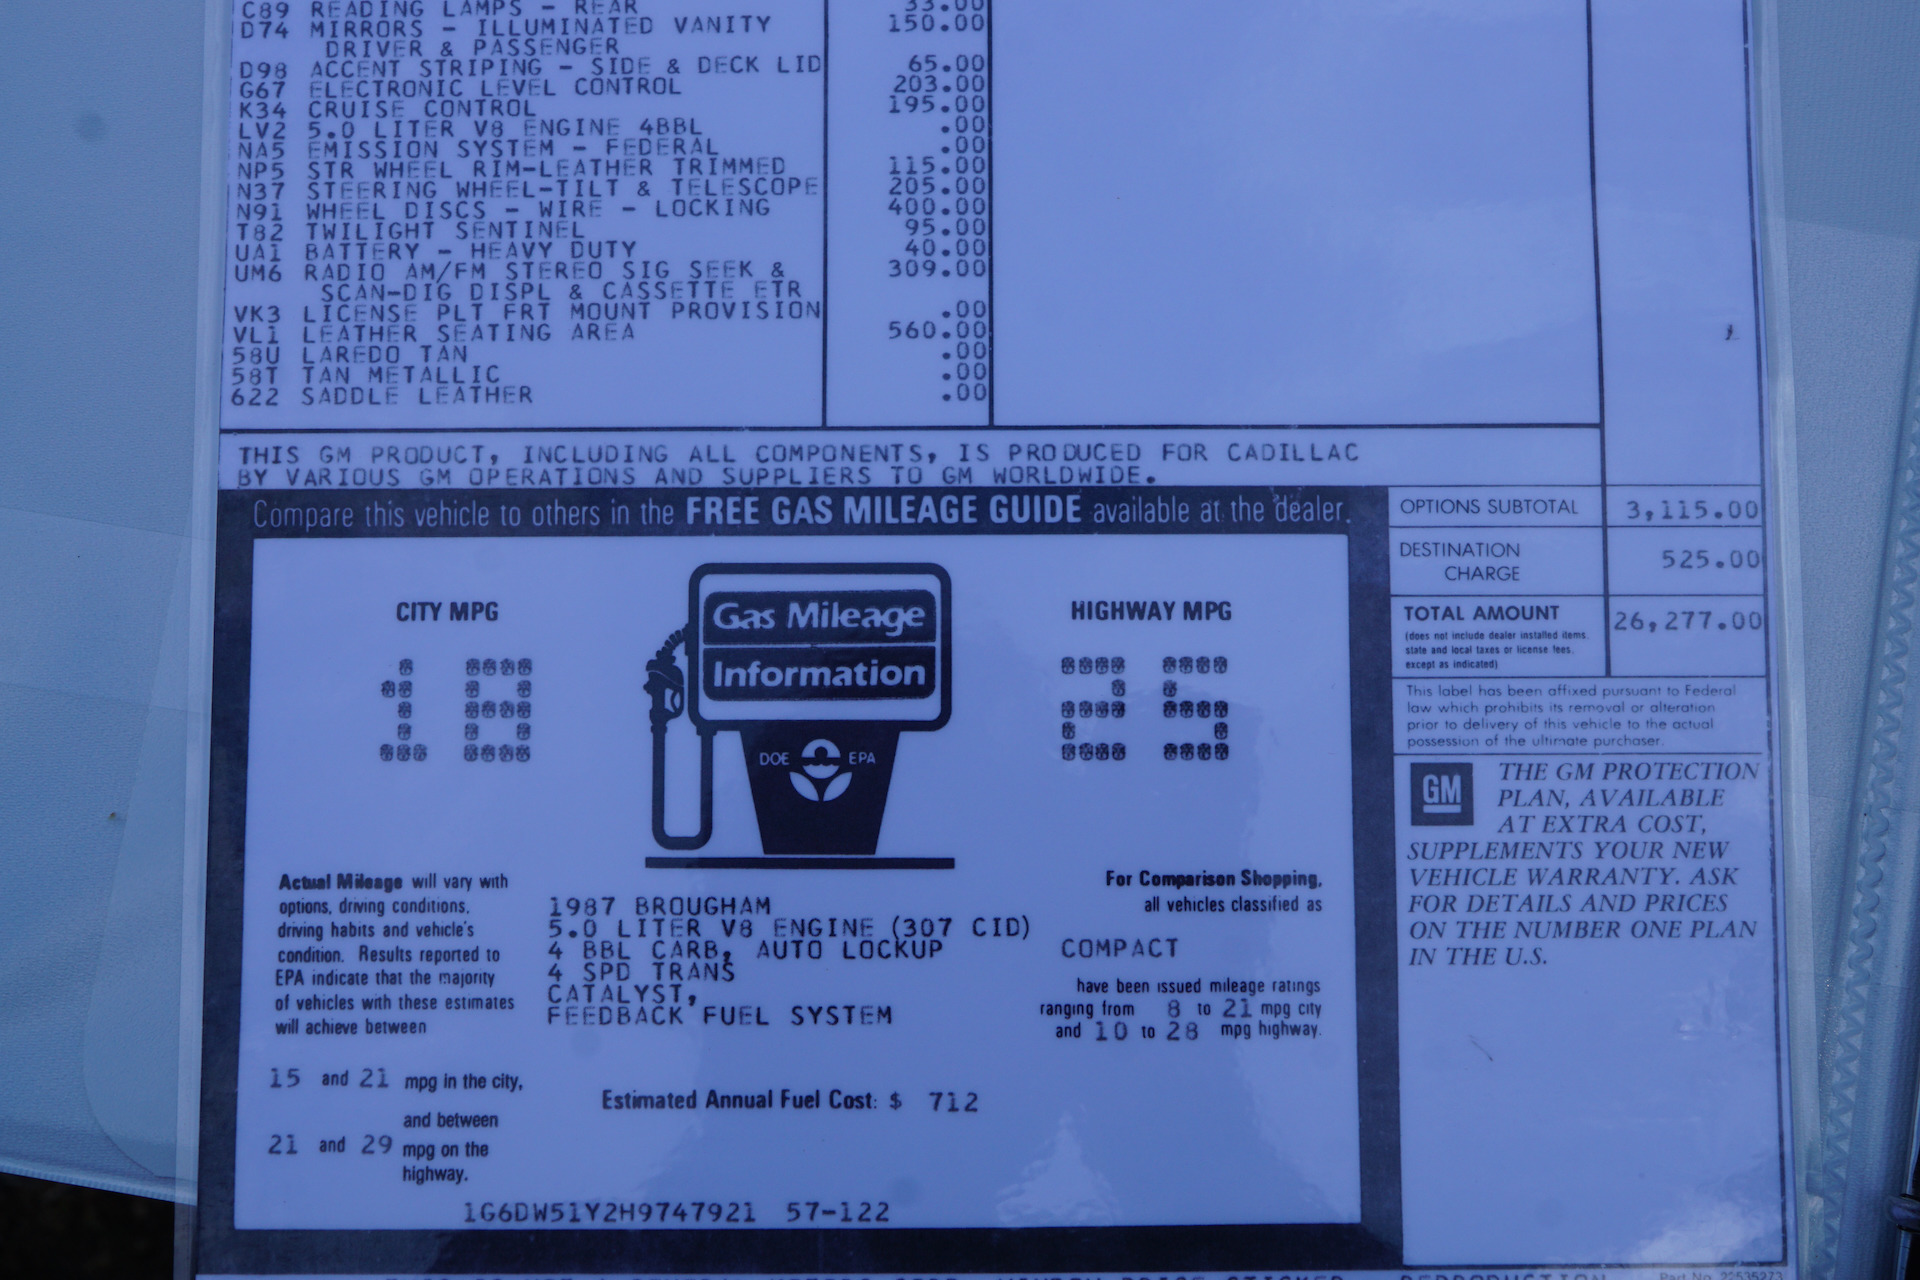 C89 READING LAMPS - REAR 33.00
D74 MIRRORS - ILLUMINATED VANITY 150.00
DRIVER & PASSENGER
D98 ACCENT STRIPING - SIDE & DECK LID 65.00
G67 ELECTRONIC LEVEL CONTROL 203.00
K34 CRUISE CONTROL 195.00
LV2 5.0 LITER V8 ENGINE 4BBL .00
NA5 EMISSION SYSTEM - FEDERAL .00
NP5 STR WHEEL RIM-LEATHER TRIMMED 115.00
N37 STEERING WHEEL-TILT & TELESCOPE 205.00
N91 WHEEL DISCS - WIRE - LOCKING 400.00
T82 TWILIGHT SENTINEL 95.00
UA1 BATTERY - HEAVY DUTY 40.00
UM6 RADIO AM/FM STEREO SIG SEEK & 309.00
SCAN-DIG DISPL & CASSETTE ETR
VK3 LICENSE PLT FRT MOUNT PROVISION .00
VL1 LEATHER SEATING AREA 560.00
58U LAREDO TAN .00
58T TAN METALLIC .00
622 SADDLE LEATHER .00
THIS GM PRODUCT, INCLUDING ALL COMPONENTS, IS PRODUCED FOR CADILLAC
BY VARIOUS GM OPERATIONS AND SUPPLIERS TO GM WORLDWIDE.
Compare this vehicle to others in the FREE GAS MILEAGE GUIDE available at the dealer.
CITY MPG
18
Gas Mileage
Information
DOE EPA
HIGHWAY MPG
25
Actual Mileage will vary with
options, driving conditions,
driving habits and vehicle's
condition. Results reported to
EPA indicate that the majority
of vehicles with these estimates
will achieve between
15 and 21 mpg in the city,
and between
21 and 29 mpg on the
highway.
1987 BROUGHAM
5.0 LITER V8 ENGINE (307 CID)
4 BBL CARB, AUTO LOCKUP
4 SPD TRANS
CATALYST,
FEEDBACK FUEL SYSTEM
Estimated Annual Fuel Cost: $ 712
For Comparison Shopping,
all vehicles classified as
COMPACT
have been issued mileage ratings
ranging from 8 to 21 mpg city
and 10 to 28 mpg highway.
1G6DW51Y2H9747921 57-122
OPTIONS SUBTOTAL 3,115.00
DESTINATION
CHARGE 525.00
TOTAL AMOUNT 26,277.00
(does not include dealer installed items,
state and local taxes or license fees,
except as indicated)
This label has been affixed pursuant to Federal
law which prohibits its removal or alteration
prior to delivery of this vehicle to the actual
possession of the ultimate purchaser.
GM
THE GM PROTECTION
PLAN, AVAILABLE
AT EXTRA COST,
SUPPLEMENTS YOUR NEW
VEHICLE WARRANTY. ASK
FOR DETAILS AND PRICES
ON THE NUMBER ONE PLAN
IN THE U.S.